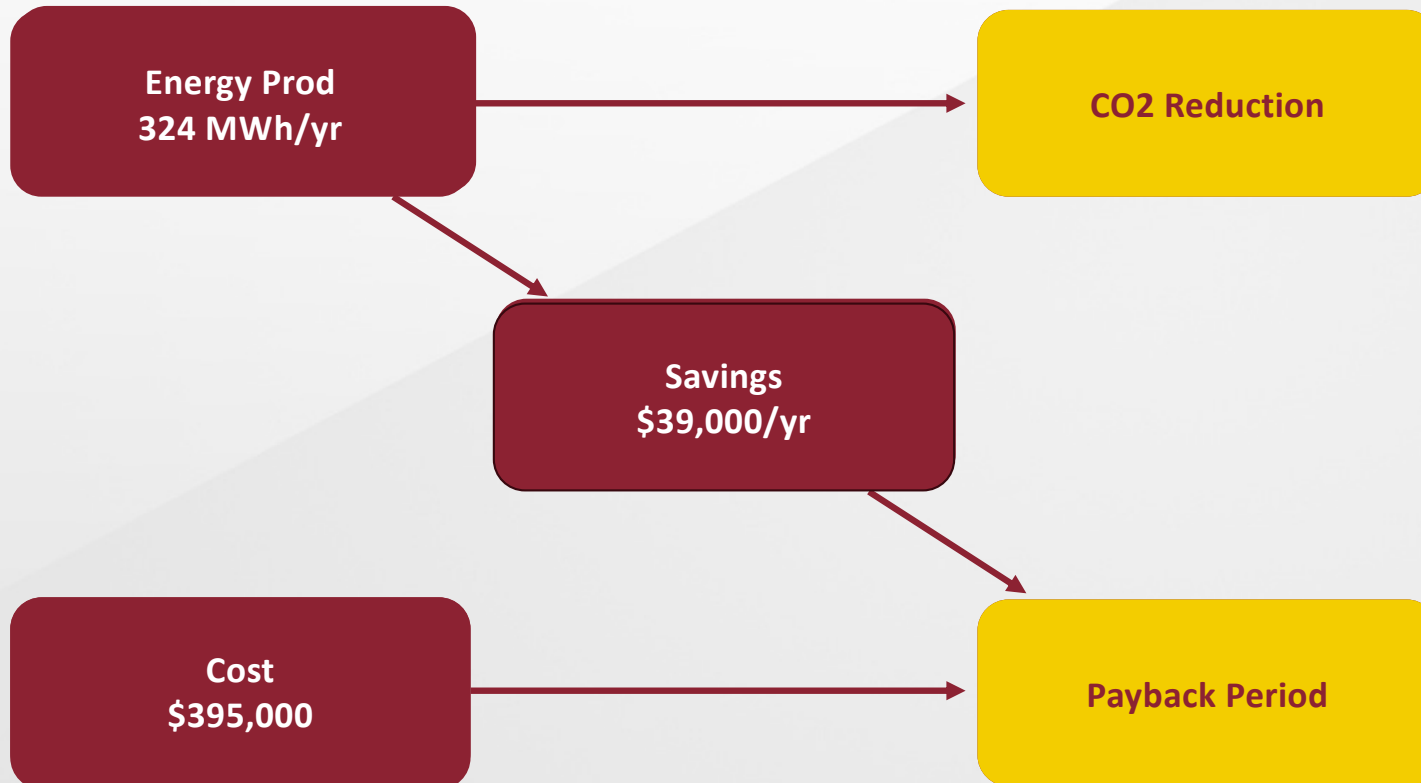 Energy Prod
324 MWh/yr
CO2 Reduction
Savings
$39,000/yr
Cost
$395,000
Payback Period